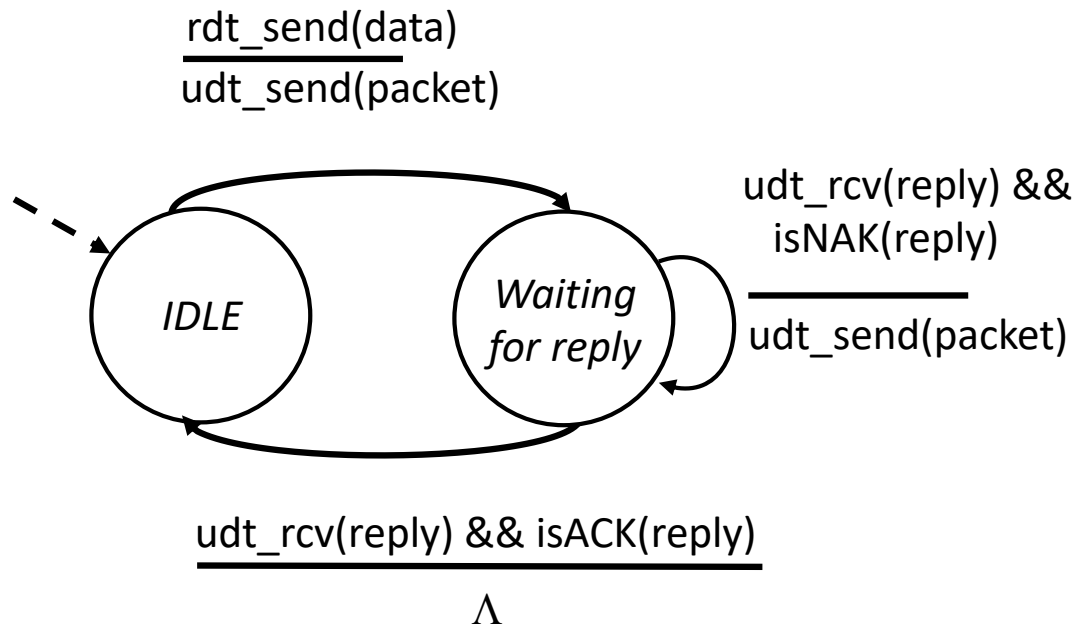 rdt_send(data)
udt_send(packet)
udt_rcv(reply) &&
isNAK(reply)
udt_send(packet)
IDLE
Waiting
for reply
udt_rcv(reply) && isACK(reply)
Λ